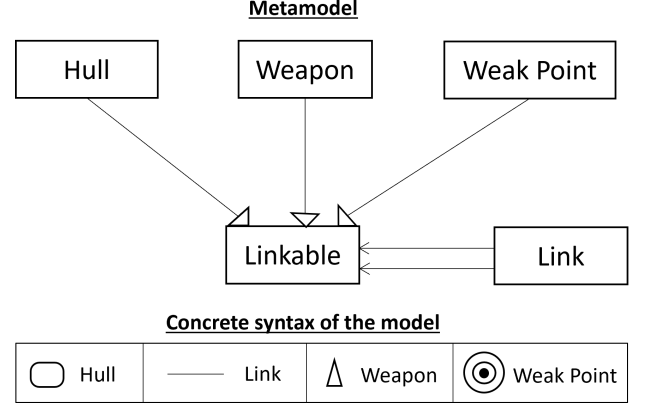 Metamodel
Hull
Weapon
Weak Point
Linkable
Link
Concrete syntax of the model
Hull
Link
Weapon
Weak Point